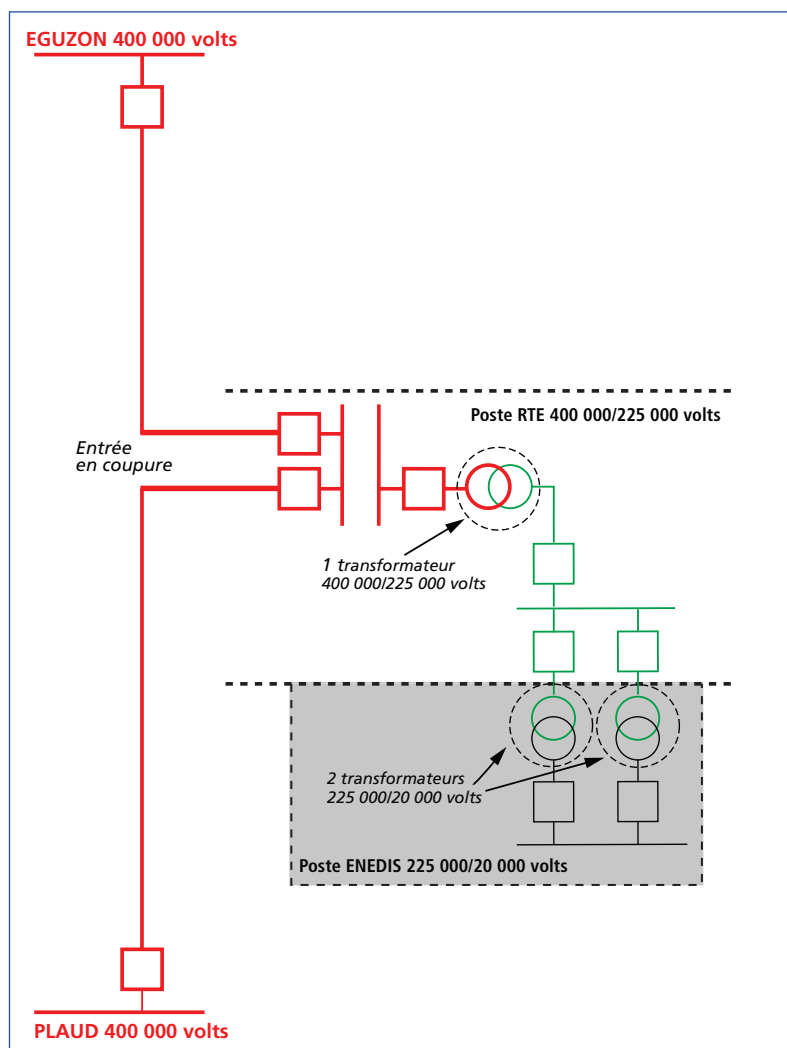 EGUZON 400 000 volts
Poste RTE 400 000/225 000 volts
Entrée
en coupure
1 transformateur
400 000/225 000 volts
2 transformateurs
225 000/20 000 volts
Poste ENEDIS 225 000/20 000 volts
PLAUD 400 000 volts